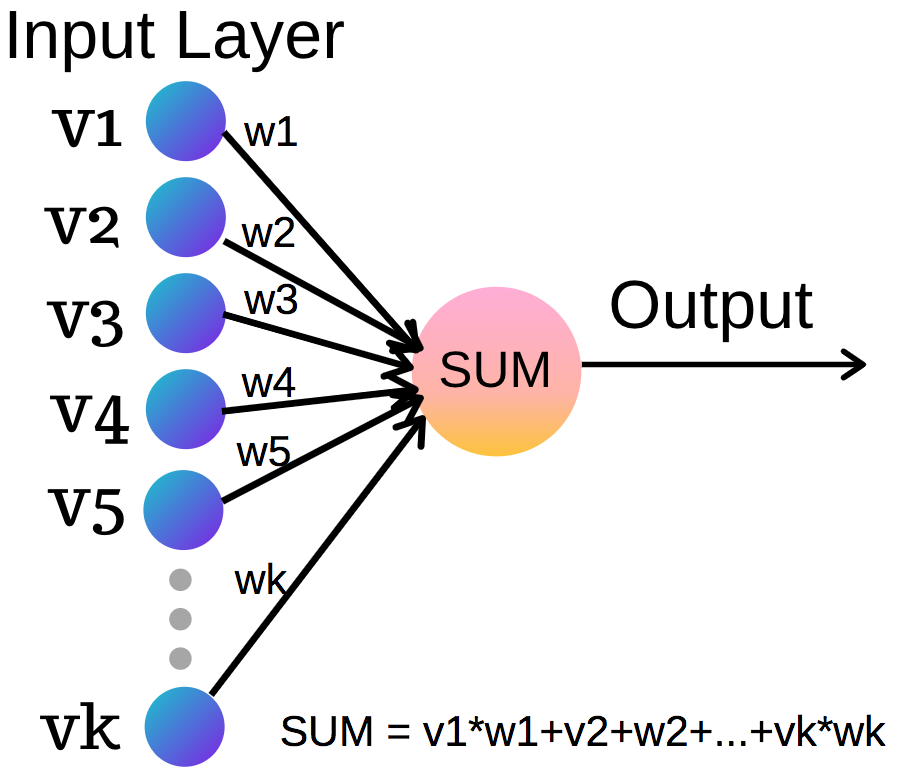 Input Layer
v1
w1
v2
w2
v3
w3
Output
v4
w4
SUM
v5
w5
wk
vk
SUM = v1*w1+v2+w2+...+vk*wk